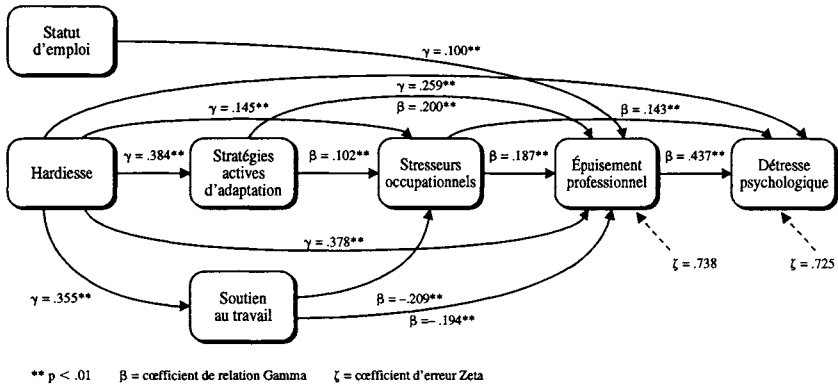 Statut
d'emploi
γ = .100**
γ = .259**
γ = .145**
β = .200**
β = .143**
Hardiesse
γ = .384**
Stratégies
actives
d'adaptation
β = .102**
Stresseurs
occupationnels
β = .187**
Épuisement
professionnel
β = .437**
Détresse
psychologique
γ = .378**
ζ = .738
ζ = .725
γ = .355**
Soutien
au travail
β = –.209**
β = – .194**
** p < .01 β = cœfficient de relation Gamma ζ = cœfficient d'erreur Zeta